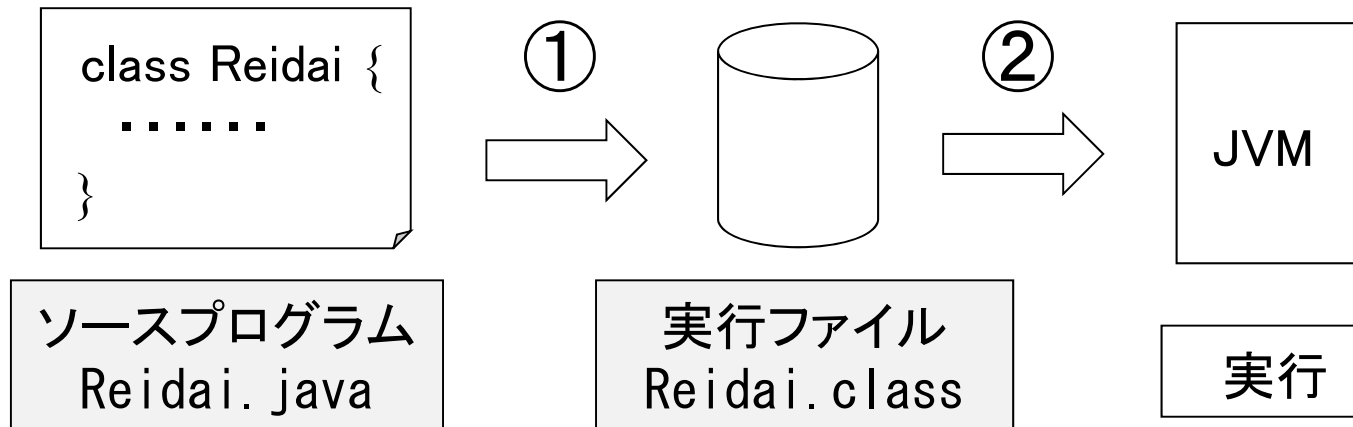 class Reidai {
・・・・・・
}
①
②
JVM
ソースプログラム
Reidai.java
実行ファイル
Reidai.class
実行